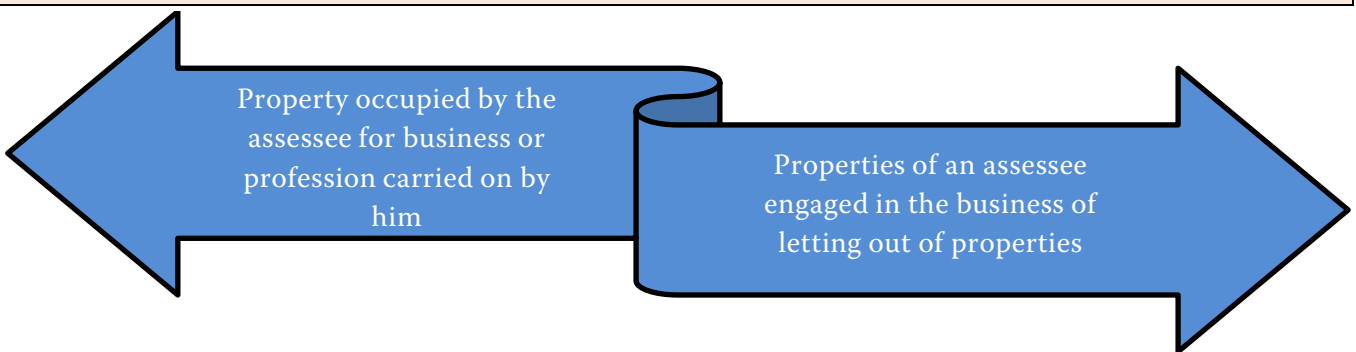 Property occupied by the
assessee for business or
profession carried on by
him
Properties of an assessee
engaged in the business of
letting out of properties